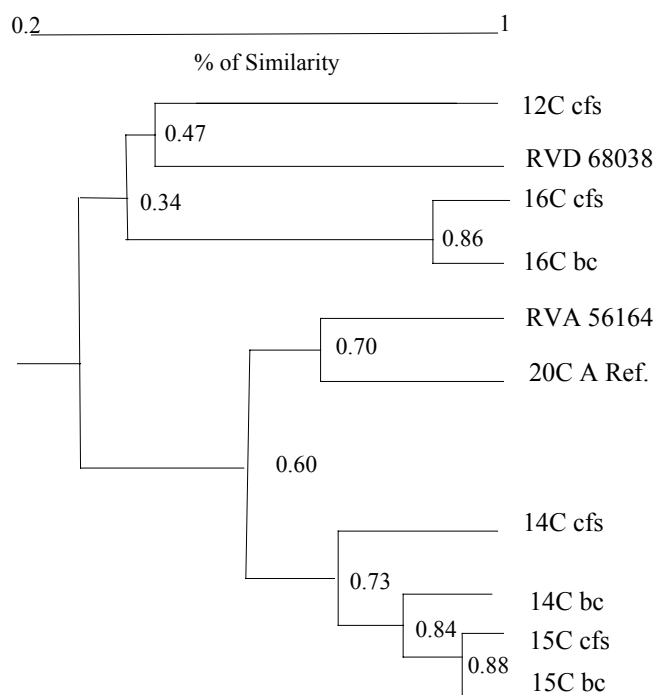 0.2 1
% of Similarity
12C cfs
0.47
RVD 68038
16C cfs
0.34
0.86
16C bc
RVA 56164
0.70
20C A Ref.
0.60
14C cfs
0.73
14C bc
0.84
15C cfs
0.88
15C bc